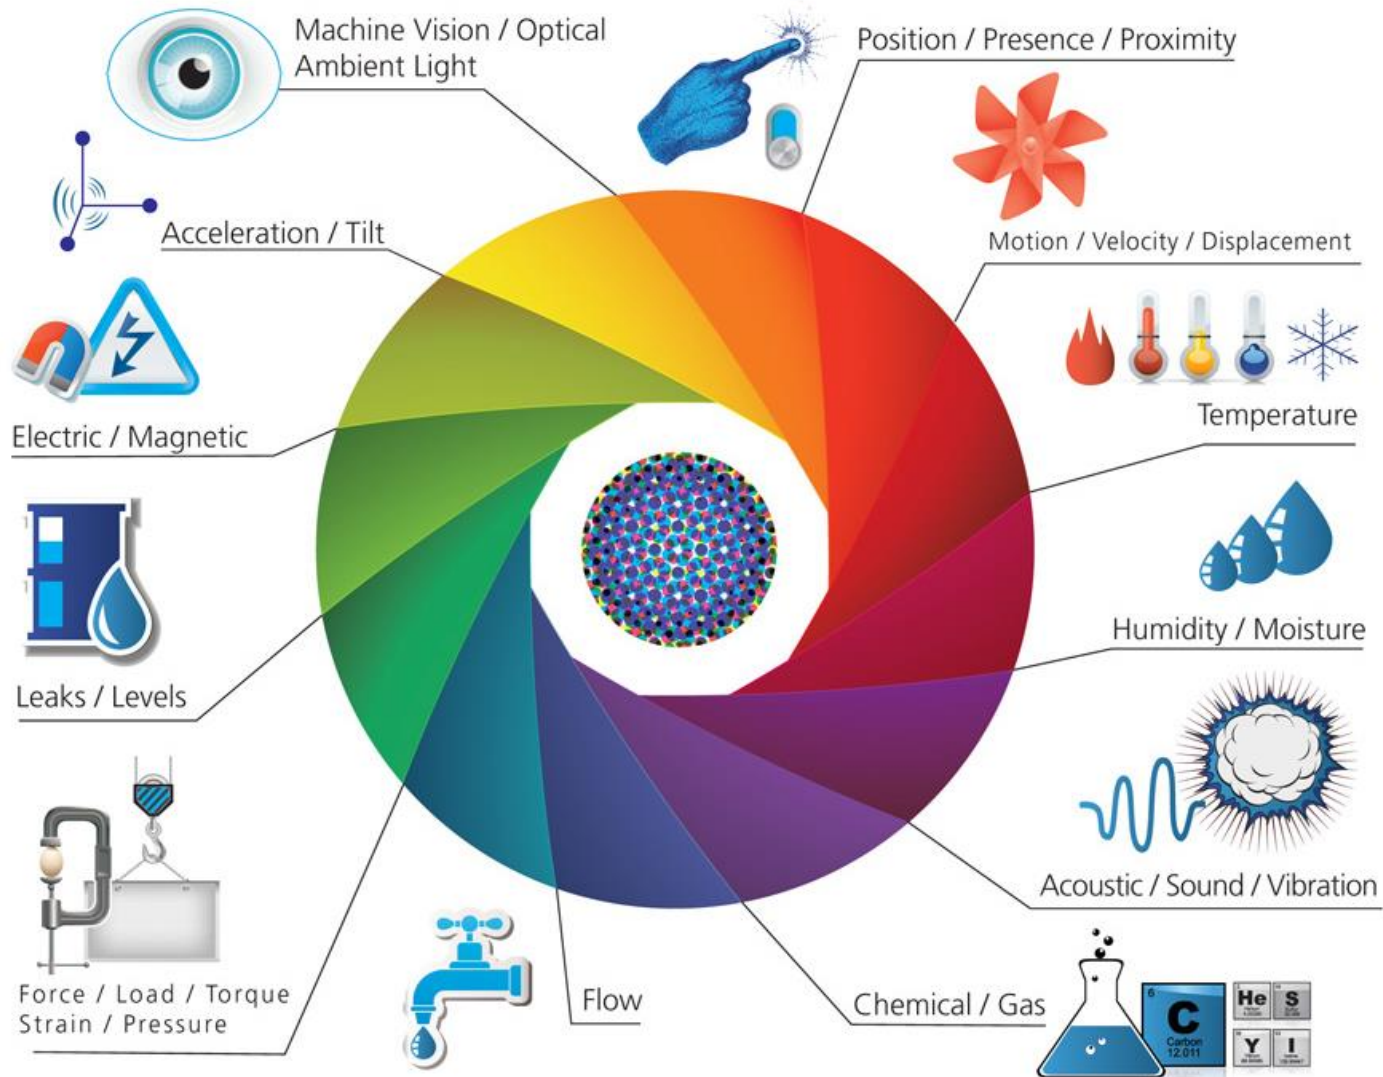 Machine Vision / Optical
Ambient Light
Position / Presence / Proximity
Acceleration / Tilt
Motion / Velocity / Displacement
Temperature
Electric / Magnetic
Humidity / Moisture
Leaks / Levels
Acoustic / Sound / Vibration
Force / Load / Torque
Strain / Pressure
Flow
Chemical / Gas
6
C
Carbon
12.011
He
S
Y
I